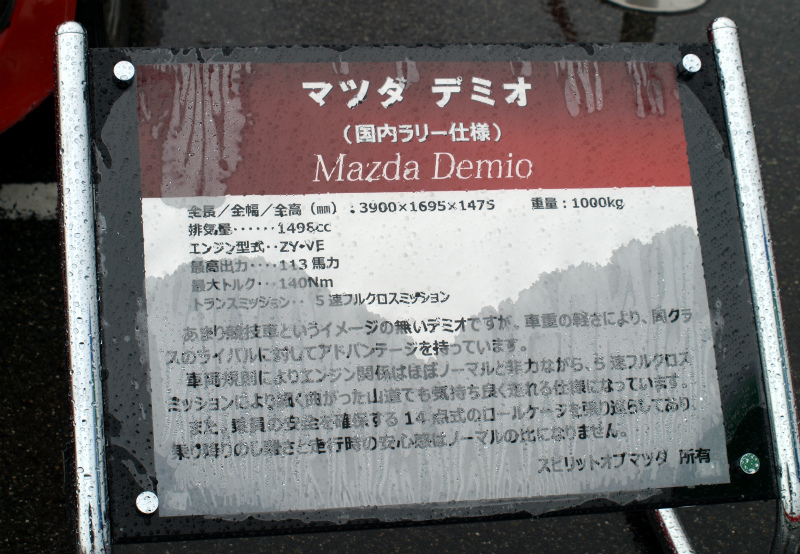 マツダ デミオ
（国内ラリー仕様）
Mazda Demio
全長／全幅／全高（㎜）：3900×1695×1475　重量：1000kg
排気量‥‥‥1498cc
エンジン型式‥ZY-VE
最高出力‥‥113 馬力
最大トルク‥‥140Nm
トランスミッション‥ 5 速フルクロスミッション
あまり競技車というイメージの無いデミオですが、車重の軽さにより、同クラ
スのライバルに対してアドバンテージを持っています。
車両規則によりエンジン関係はほぼノーマルと非力ながら、5 速フルクロス
ミッションにより細く曲がった山道でも気持ち良く走れる仕様になっています。
また、乗員の安全を確保する 14 点式のロールケージを張り巡らしており、
乗り降りのし難さと走行時の安心感はノーマルの比になりません。
スピリットオブマツダ 所有